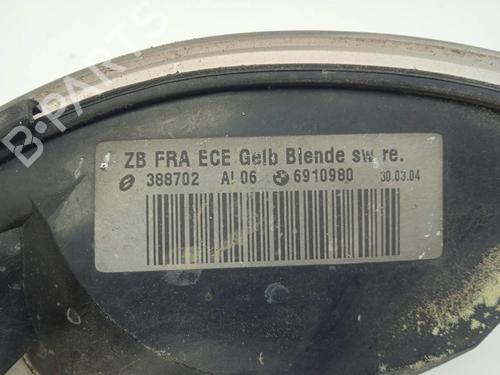 ZB FRA ECE Gelb Blende sw re.
388702 AI 06 6910980 30.03.04
B-PARTS